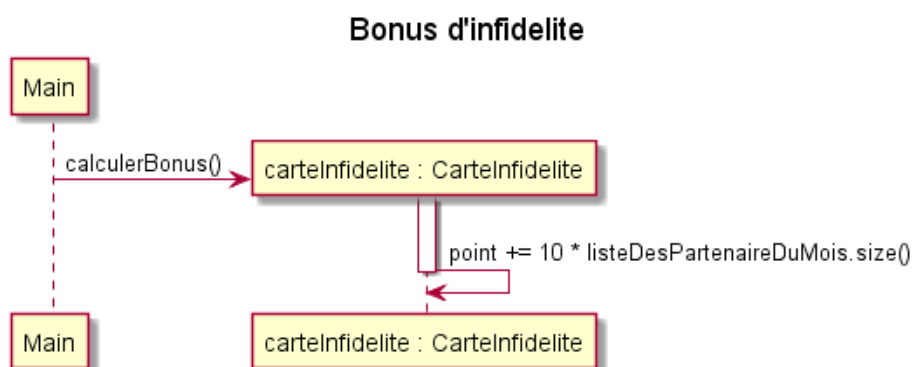 Bonus d'infidelite
Main
calculerBonus()
carteInfidelite : CarteInfidelite
point += 10 * listeDesPartenaireDuMois.size()
Main
carteInfidelite : CarteInfidelite